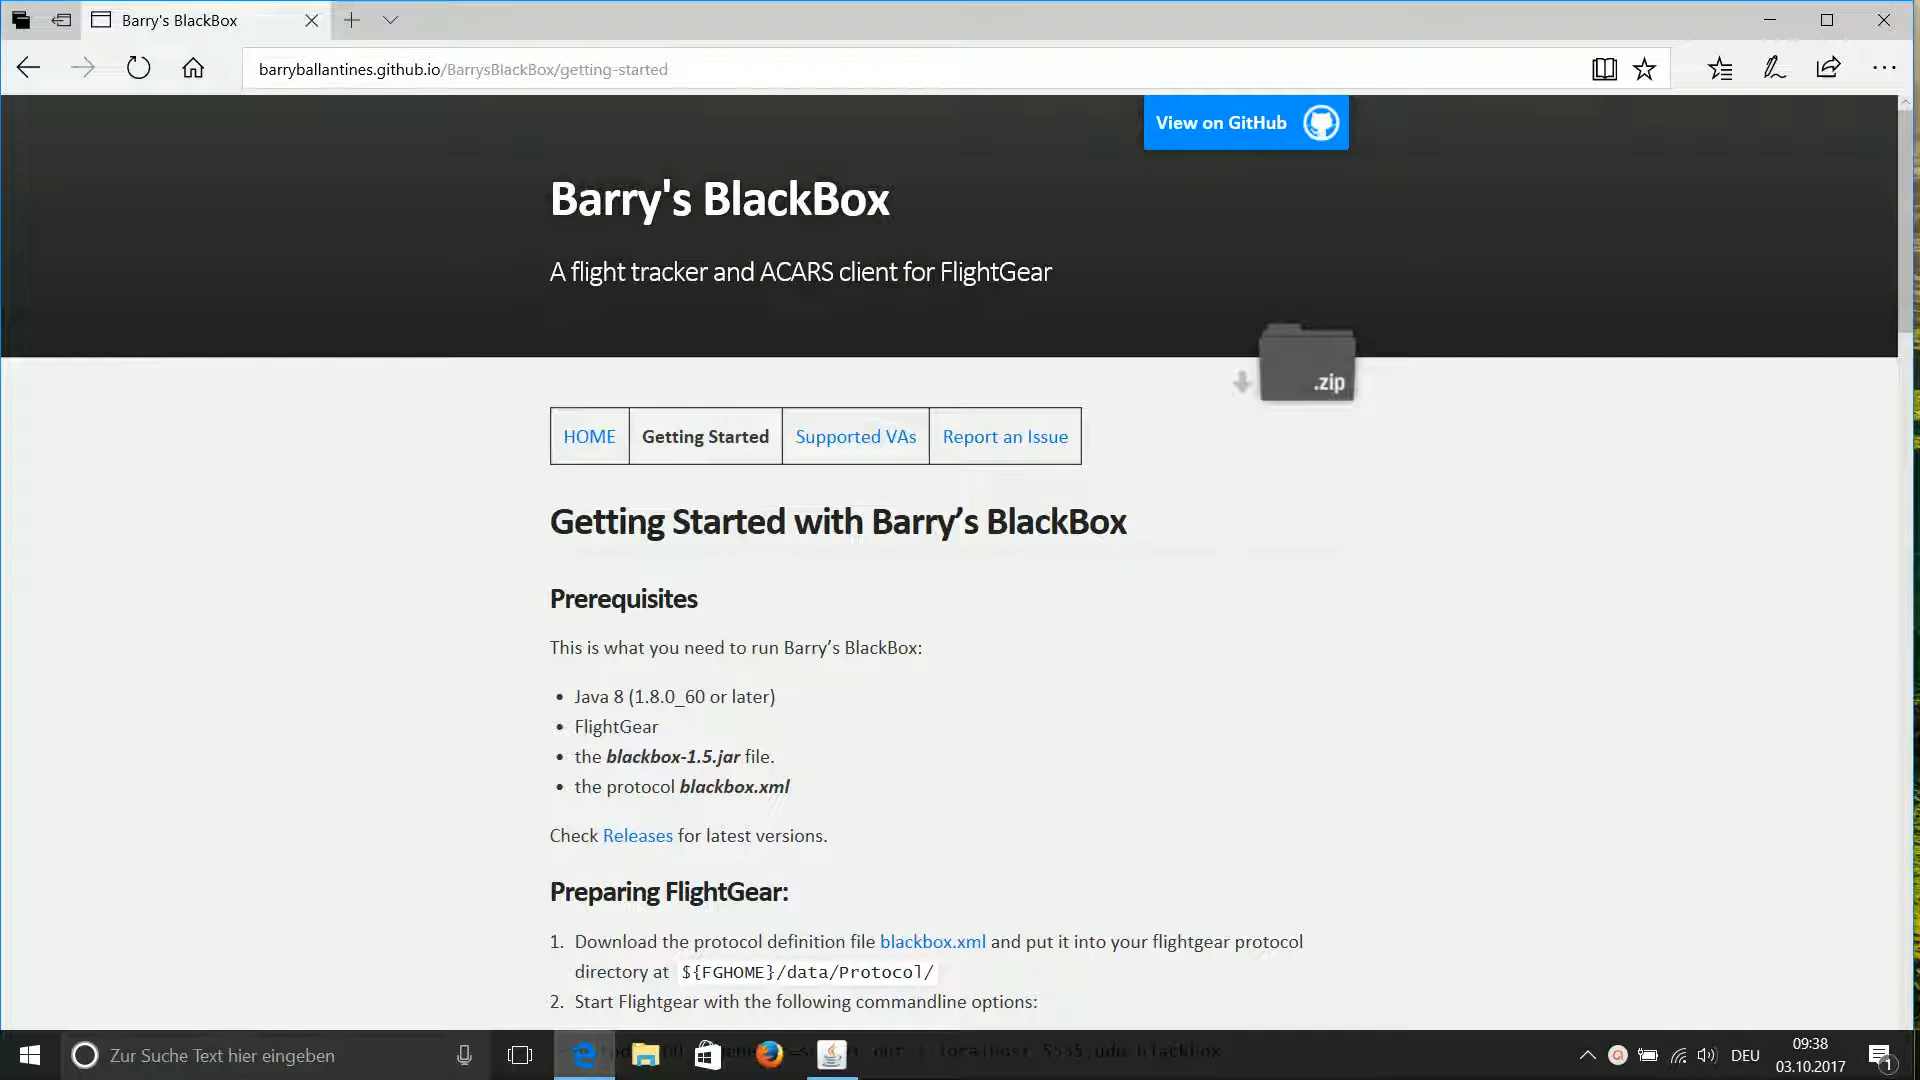 Barry's BlackBox
barryballantines.github.io/BarrysBlackBox/getting-started
View on GitHub
Barry's BlackBox
A flight tracker and ACARS client for FlightGear
.zip
HOME Getting Started Supported VAs Report an Issue
Getting Started with Barry’s BlackBox
Prerequisites
This is what you need to run Barry’s BlackBox:
• Java 8 (1.8.0_60 or later)
• FlightGear
• the blackbox-1.5.jar file.
• the protocol blackbox.xml
Check Releases for latest versions.
Preparing FlightGear:
1. Download the protocol definition file blackbox.xml and put it into your flightgear protocol
directory at ${FGHOME}/data/Protocol/
2. Start Flightgear with the following commandline options:
Zur Suche Text hier eingeben
DEU
09:38
03.10.2017
1